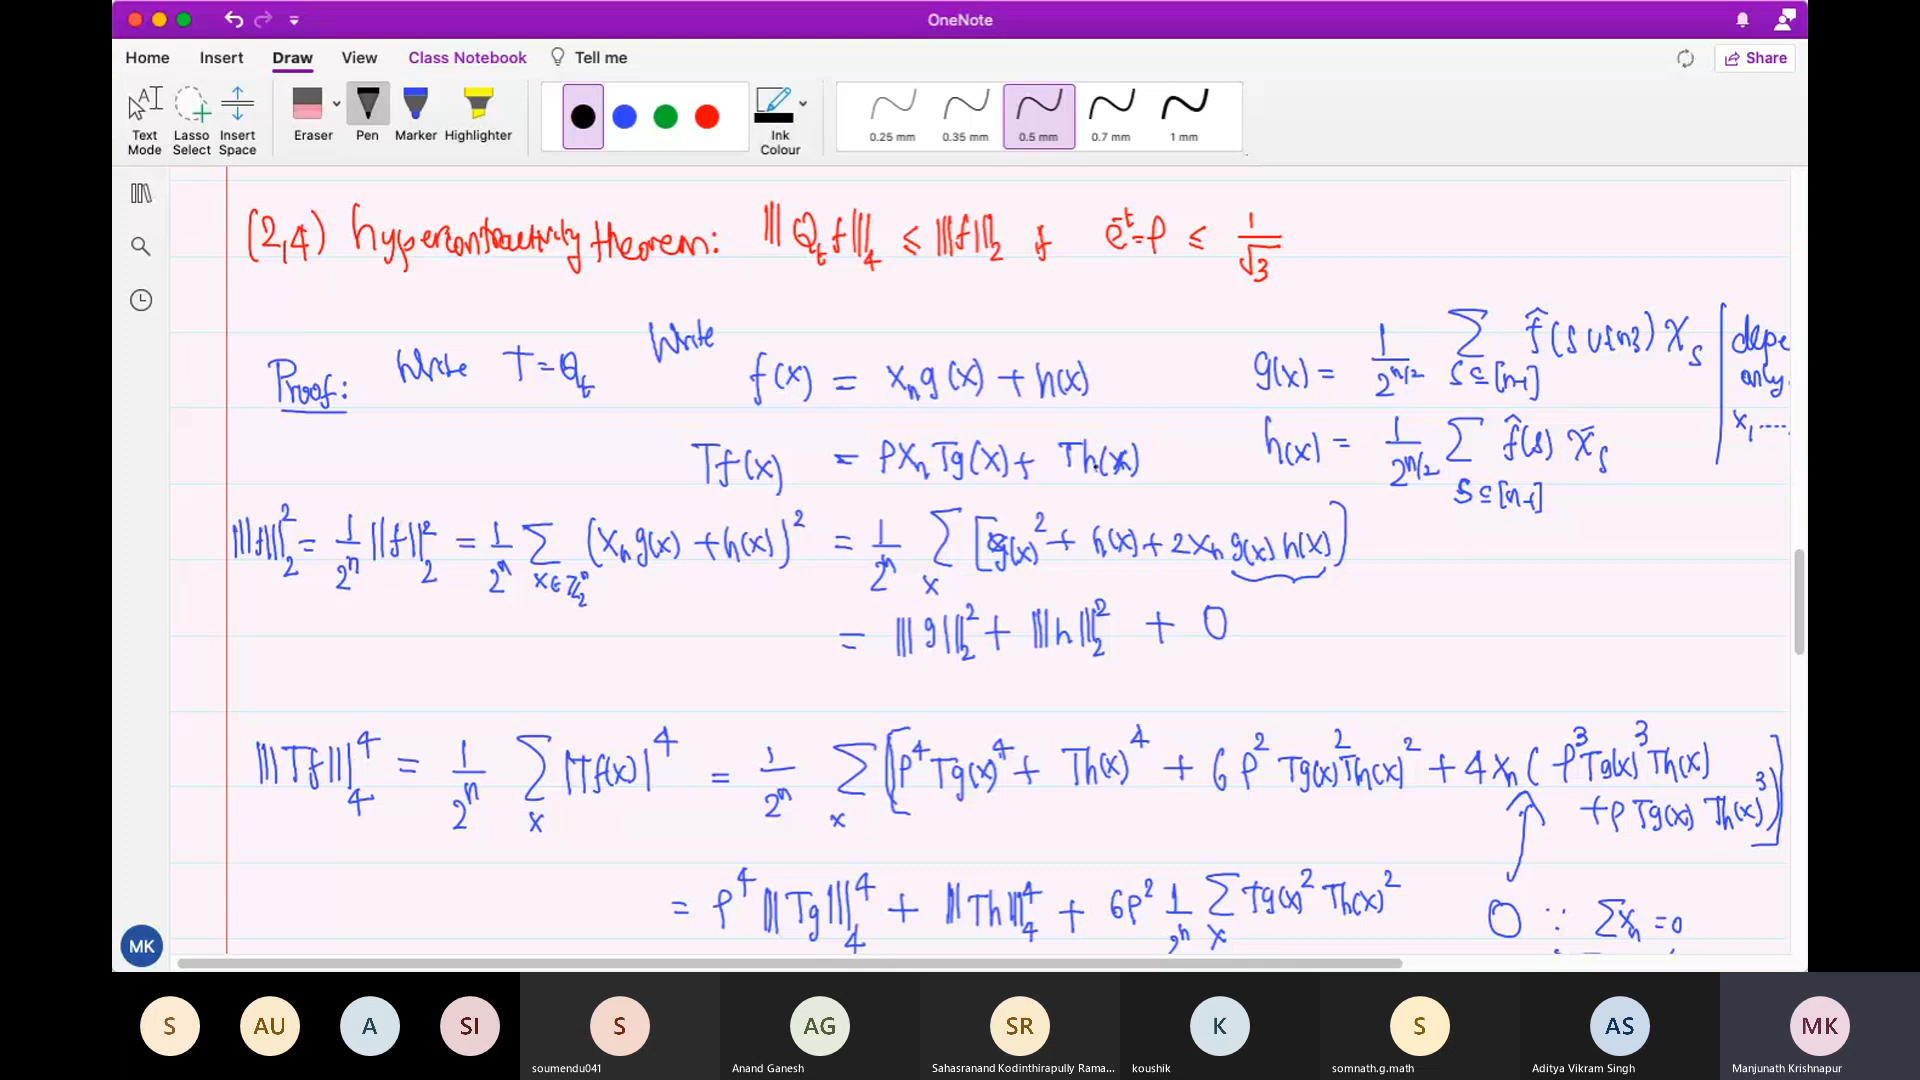 OneNote
Home Insert Draw View Class Notebook Tell me Share
Text Mode Lasso Select Insert Space Eraser Pen Marker Highlighter Ink Colour 0.25 mm 0.35 mm 0.5 mm 0.7 mm 1 mm
(2,4) hypercontractivity theorem: |||Q_t f|||_4 ≤ |||f|||_2 if e^{-t}=ρ ≤ 1/√3
Proof: Write T=Q_t Write f(x) = x_n g(x) + h(x) g(x) = 1/2^{n/2} Σ_{S⊆[n-1]} f̂(S∪{n}) χ_S | depe
only
x_1 ....
Tf(x) = ρx_n Tg(x) + Th(x) h(x) = 1/2^{n/2} Σ_{S⊆[n-1]} f̂(S) χ_S
|||f|||_2^2 = 1/2^n ||f||_2^2 = 1/2^n Σ_{x∈ℤ_2^n} (x_n g(x) + h(x))^2 = 1/2^n Σ_x [g(x)^2 + h(x) + 2x_n g(x) h(x)]
= |||g|||_2^2 + |||h|||_2^2 + 0
|||Tf|||_4^4 = 1/2^n Σ_x |Tf(x)|^4 = 1/2^n Σ_x [ρ^4 Tg(x)^4 + Th(x)^4 + 6ρ^2 Tg(x)^2 Th(x)^2 + 4x_n (ρ^3 Tg(x)^3 Th(x)
+ρ Tg(x) Th(x)^3)]
= ρ^4 |||Tg|||_4^4 + |||Th|||_4^4 + 6ρ^2 1/2^n Σ_x Tg(x)^2 Th(x)^2 0 ∵ Σx_n = 0
MK
S AU A SI S AG SR K S AS MK
soumendu041 Anand Ganesh Sahasranand Kodinthirapully Rama... koushik somnath.g.math Aditya Vikram Singh Manjunath Krishnapur